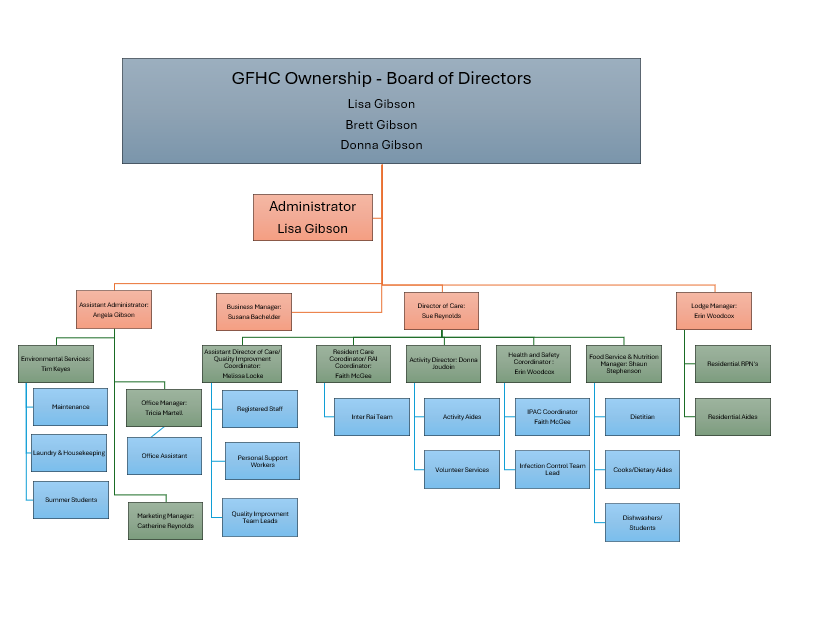 GFHC Ownership - Board of Directors
Lisa Gibson
Brett Gibson
Donna Gibson
Administrator
Lisa Gibson
Assistant Administrator:
Angela Gibson
Business Manager:
Susana Bachelder
Director of Care:
Sue Reynolds
Lodge Manager:
Erin Woodcox
Environmental Services:
Tim Keyes
Maintenance
Laundry & Housekeeping
Summer Students
Office Manager:
Tricia Martell
Office Assistant
Marketing Manager:
Catherine Reynolds
Assistant Director of Care/
Quality Improvment
Coordinator:
Melissa Locke
Registered Staff
Personal Support
Workers
Quality Improvment
Team Leads
Resident Care
Corodinator/ RAI
Coordinator:
Faith McGee
Inter Rai Team
Activity Director: Donna
Joudoin
Activity Aides
Volunteer Services
Health and Safety
Coordinator :
Erin Woodcox
IPAC Coordinator
Faith McGee
Infection Control Team
Lead
Food Service & Nutrition
Manager: Shaun
Stephenson
Dietitian
Cooks/Dietary Aides
Dishwashers/
Students
Residential RPN's
Residential Aides